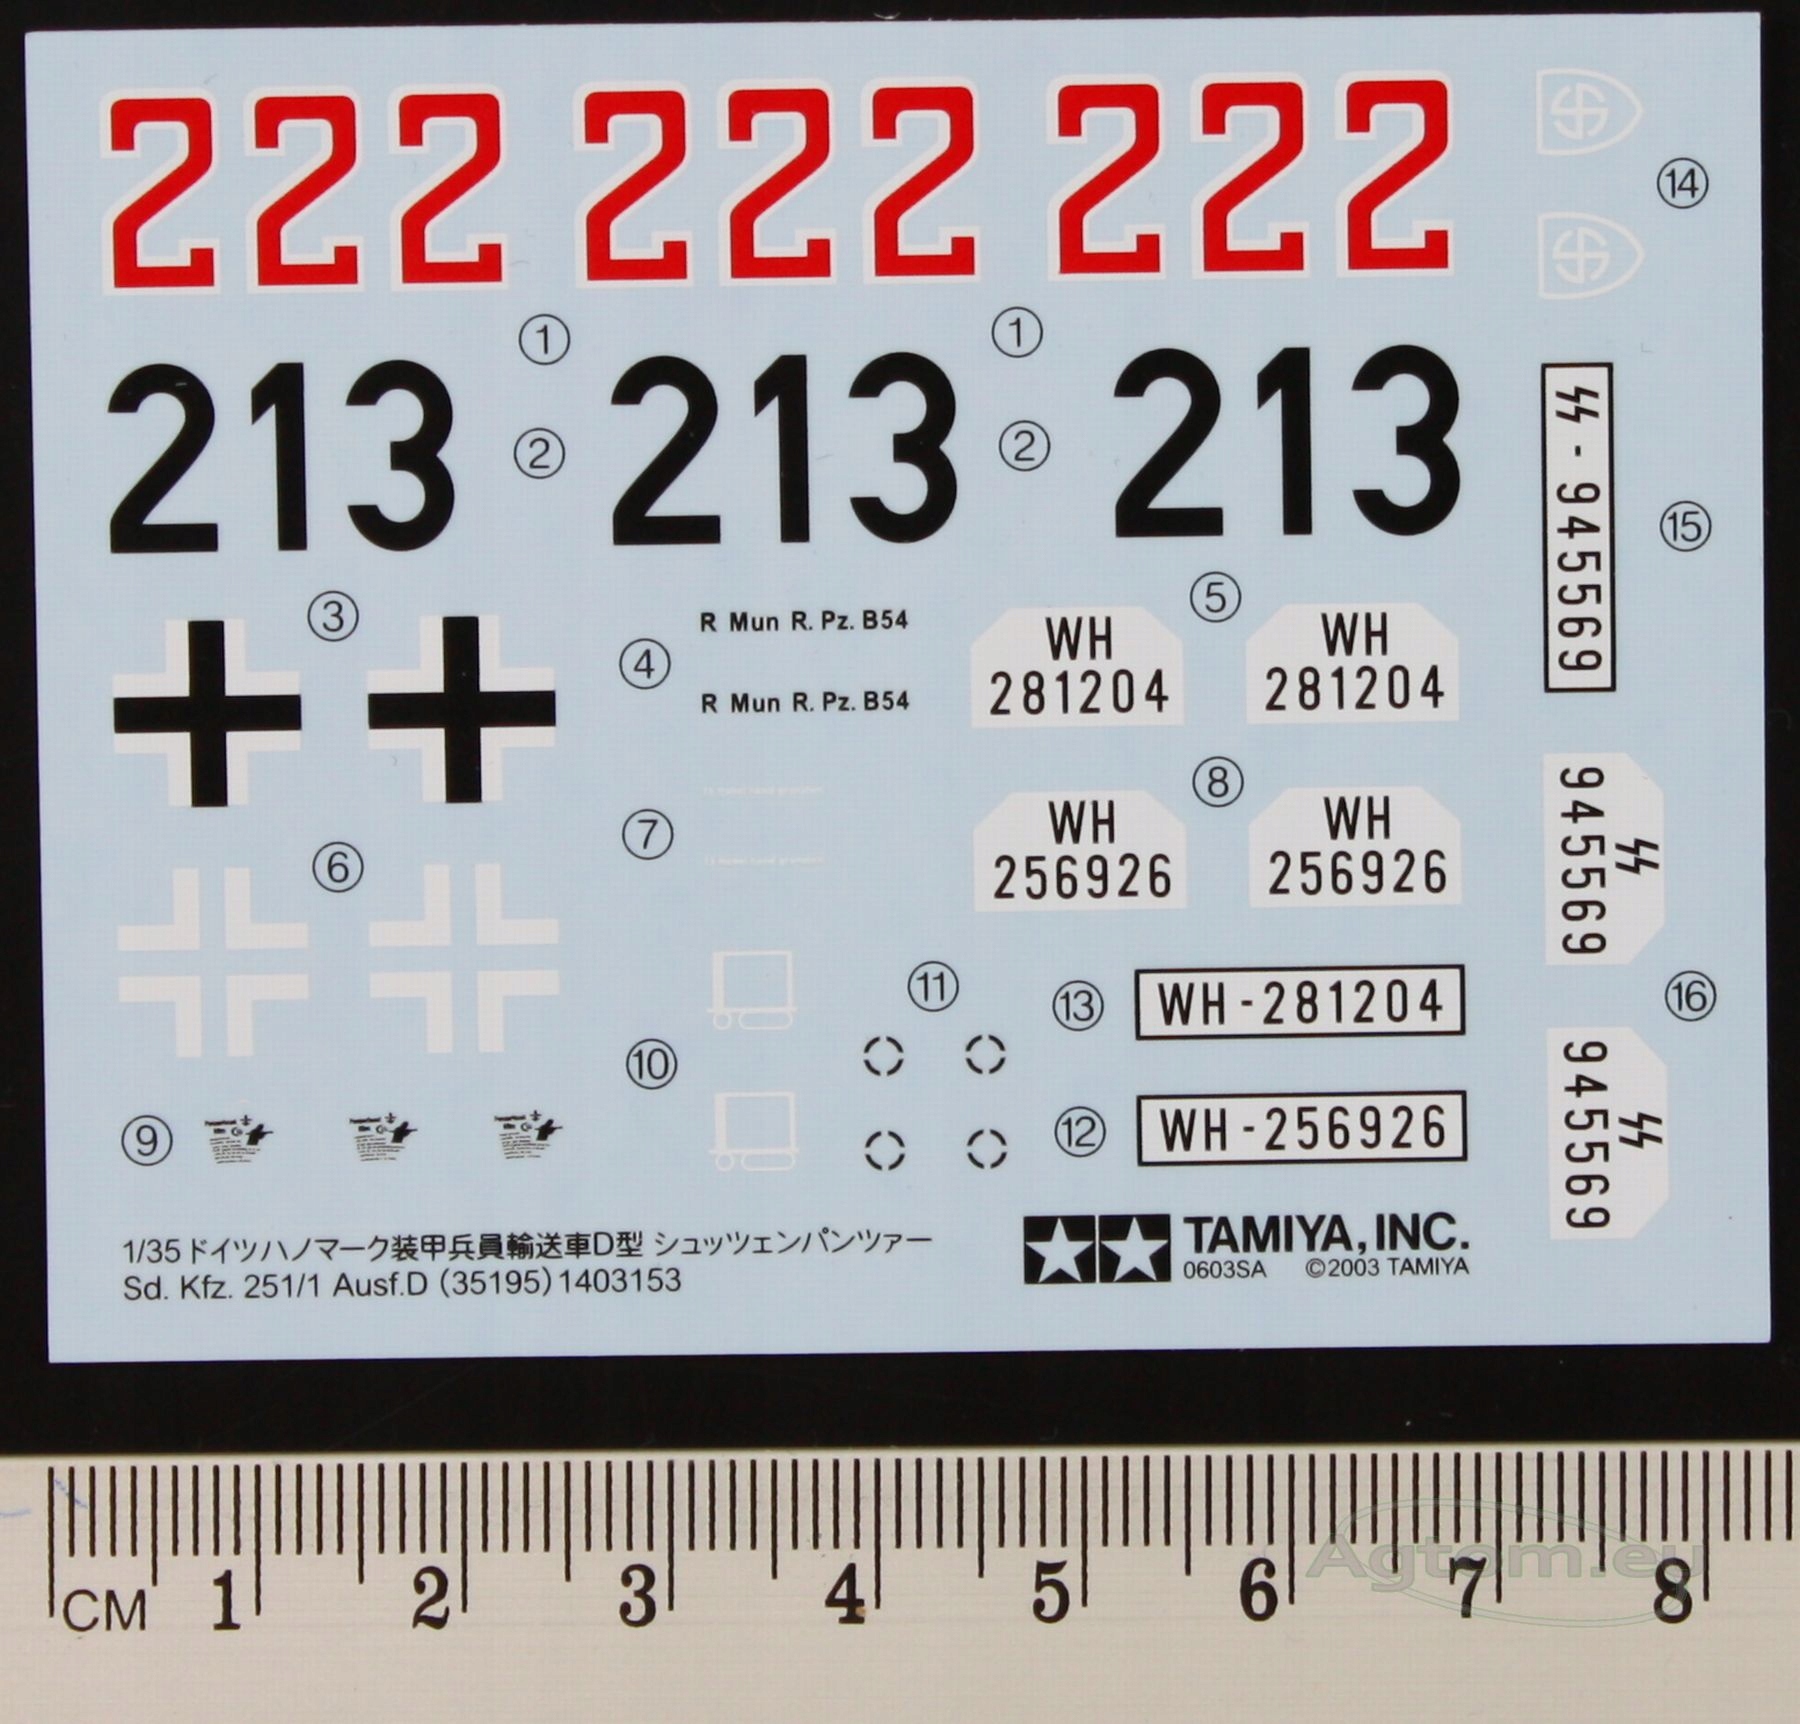 222 222 222
14
1 1
213 213 213
2 2
ᛋᛋ - 945569
15
3
5
R Mun R. Pz. B54
4
R Mun R. Pz. B54
WH
281204
WH
281204
6
7
8
WH
256926
WH
256926
945569
ᛋᛋ
16
945569
ᛋᛋ
11
13
WH-281204
10
9
12
WH-256926
1/35ドイツハノマーク装甲兵員輸送車D型 シュッツェンパンツァー
Sd. Kfz. 251/1 Ausf.D (35195)1403153
TAMIYA, INC.
0603SA ©2003 TAMIYA
CM 1 2 3 4 5 6 7 8
Agtom.eu